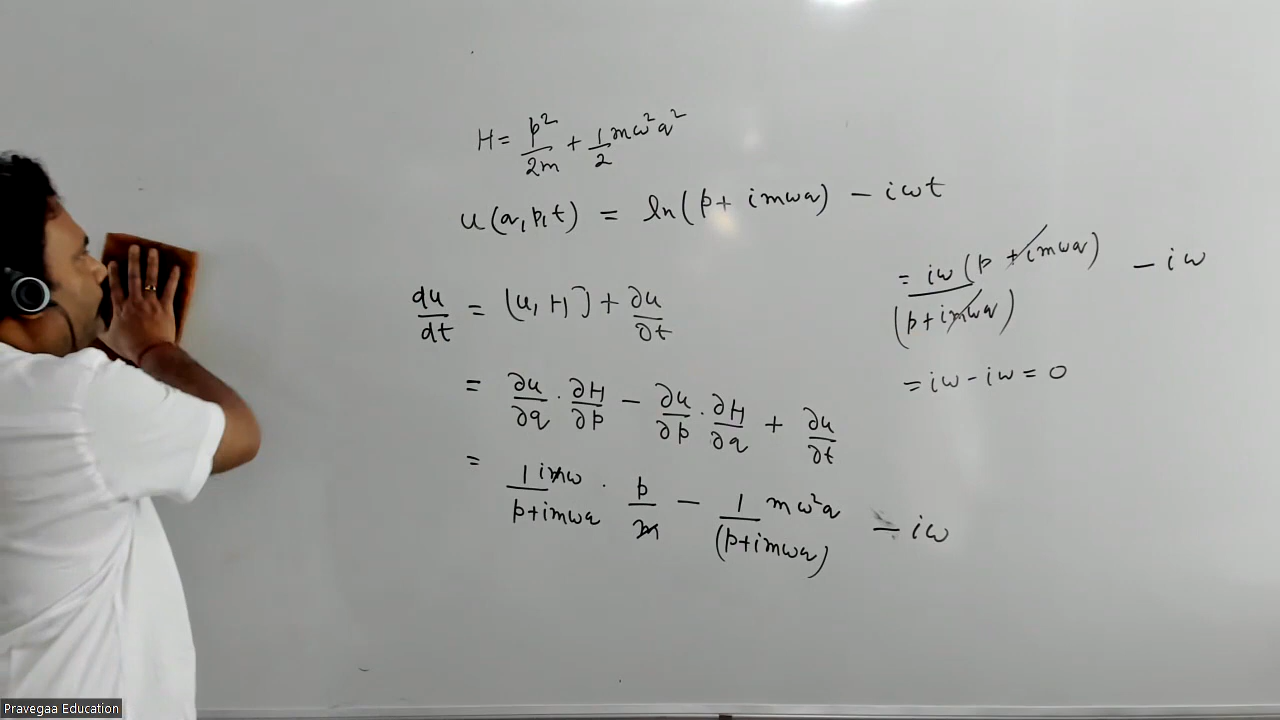 H = p²/2m + 1/2 mω²q²
u(q,p,t) = ln(p + imωq) - iωt
du/dt = [u, H] + ∂u/∂t
= ∂u/∂q · ∂H/∂p - ∂u/∂p · ∂H/∂q + ∂u/∂t
= 1/(p+imωq) imω · p/m - 1/(p+imωq) mω²q - iω
= iω(p + imωq)/(p + imωq) - iω
= iω - iω = 0
Pravegaa Education